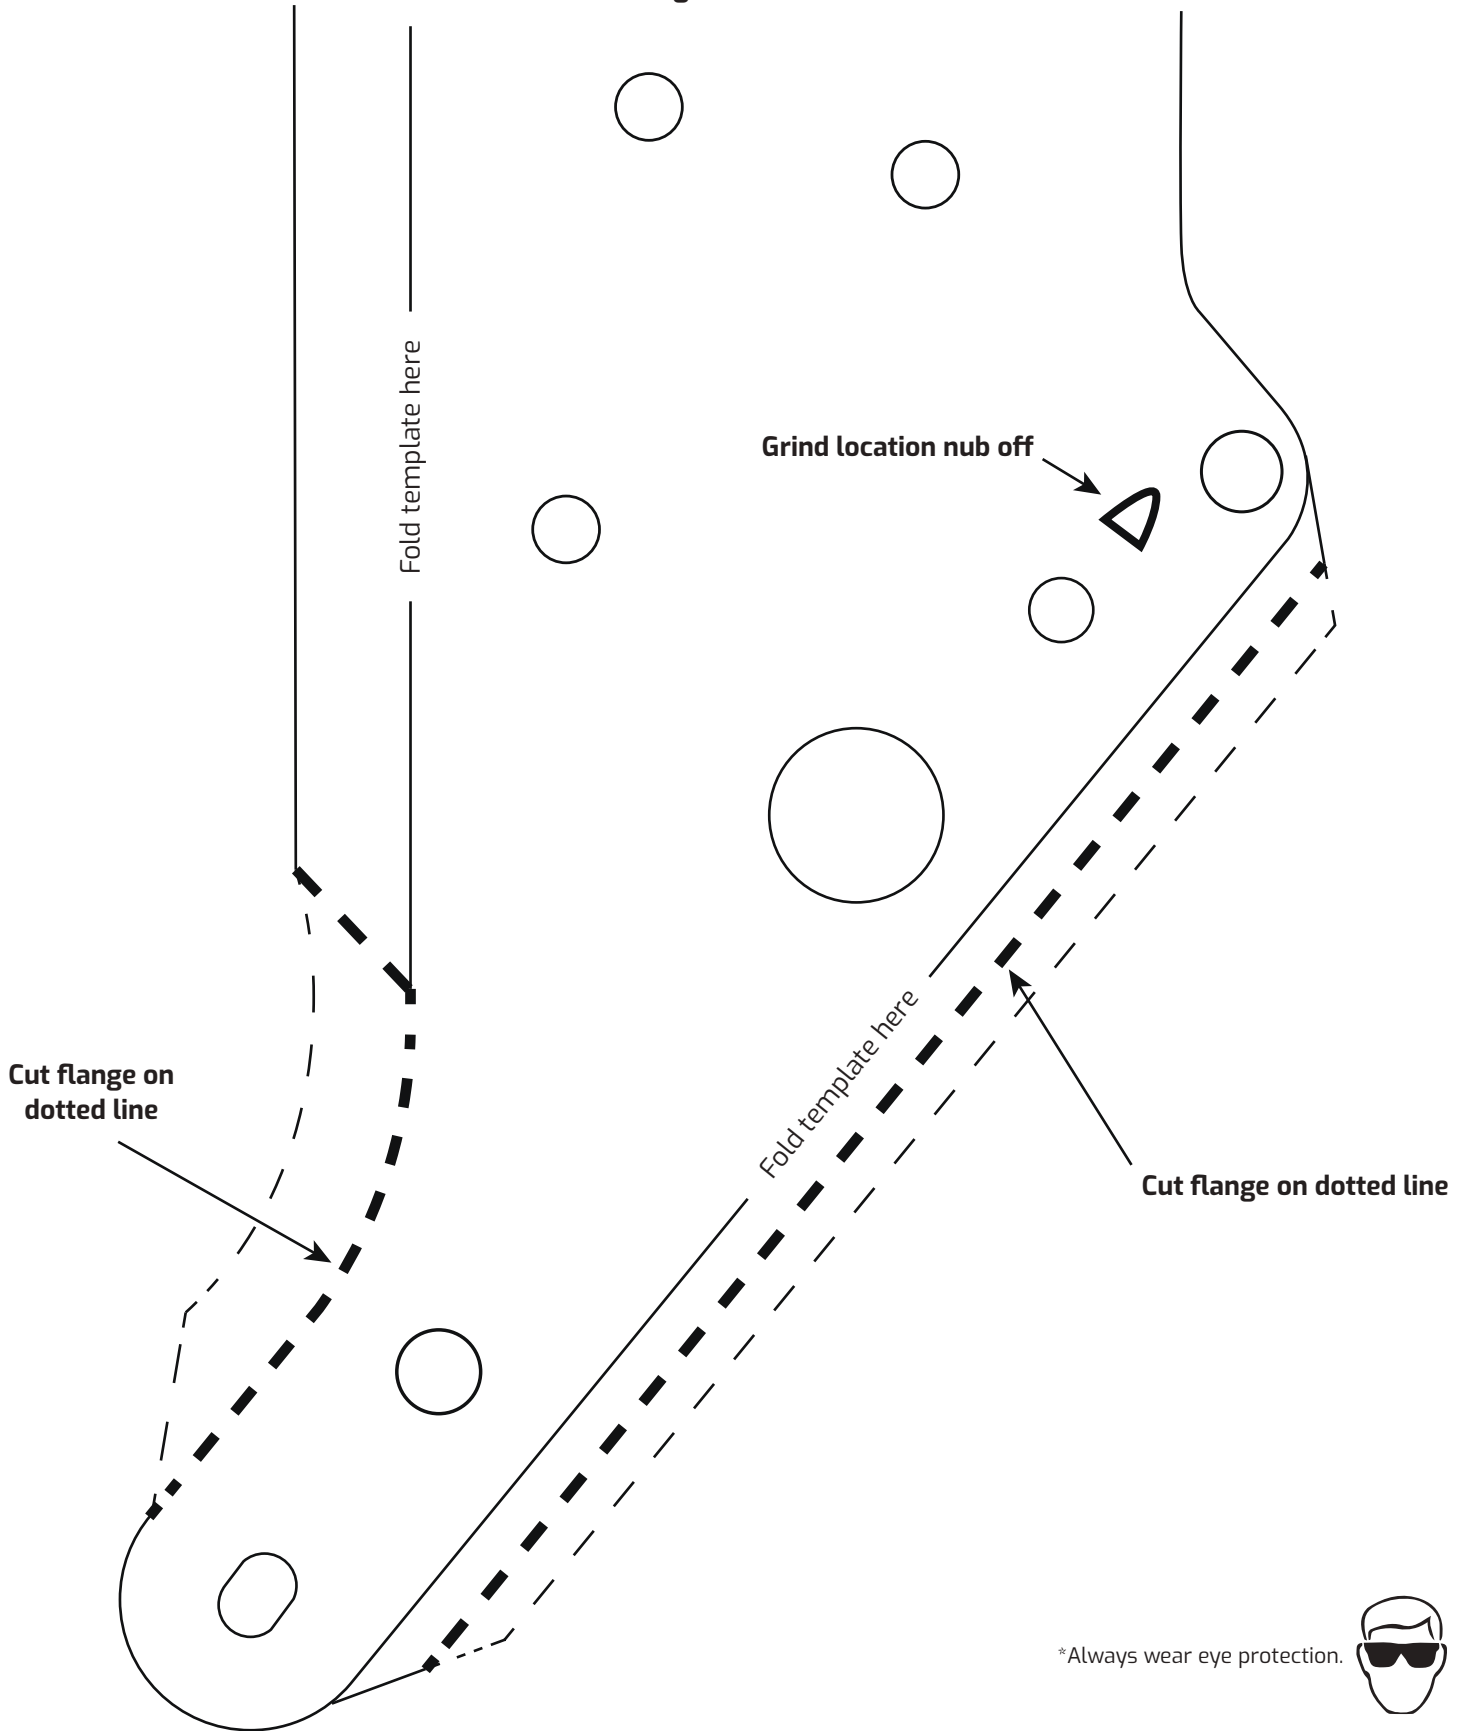 Fold template here
Grind location nub off
Fold template here
Cut flange on
dotted line
Cut flange on dotted line
*Always wear eye protection.